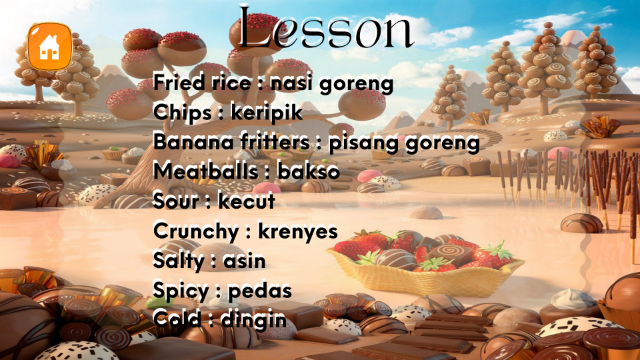 Lesson
Fried rice : nasi goreng
Chips : keripik
Banana fritters : pisang goreng
Meatballs : bakso
Sour : kecut
Crunchy : krenyes
Salty : asin
Spicy : pedas
Cold : dingin